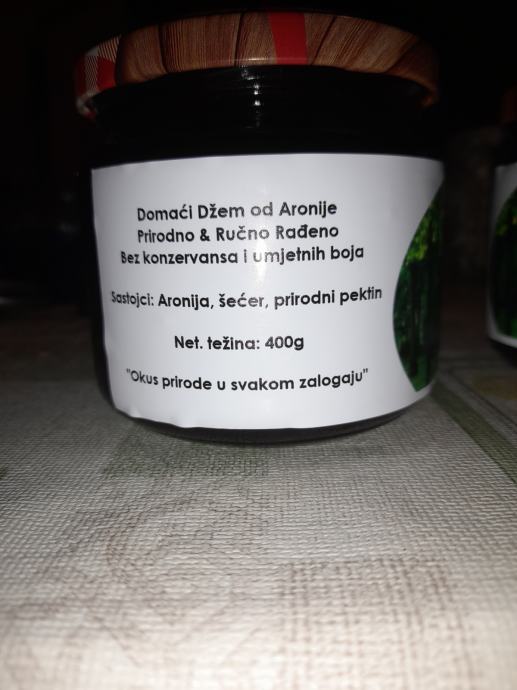 Domaći Džem od Aronije
Prirodno & Ručno Rađeno
Bez konzervansa i umjetnih boja
Sastojci: Aronija, šećer, prirodni pektin
Net. težina: 400g
"Okus prirode u svakom zalogaju"